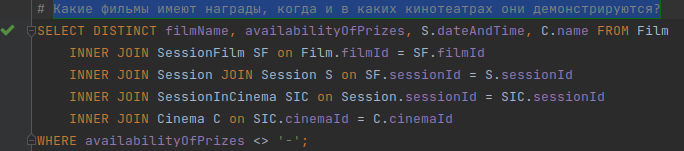 # Какие фильмы имеют награды, когда и в каких кинотеатрах они демонстрируются?
SELECT DISTINCT filmName, availabilityOfPrizes, S.dateAndTime, C.name FROM Film
INNER JOIN SessionFilm SF on Film.filmId = SF.filmId
INNER JOIN Session JOIN Session S on SF.sessionId = S.sessionId
INNER JOIN SessionInCinema SIC on Session.sessionId = SIC.sessionId
INNER JOIN Cinema C on SIC.cinemaId = C.cinemaId
WHERE availabilityOfPrizes <> '-';